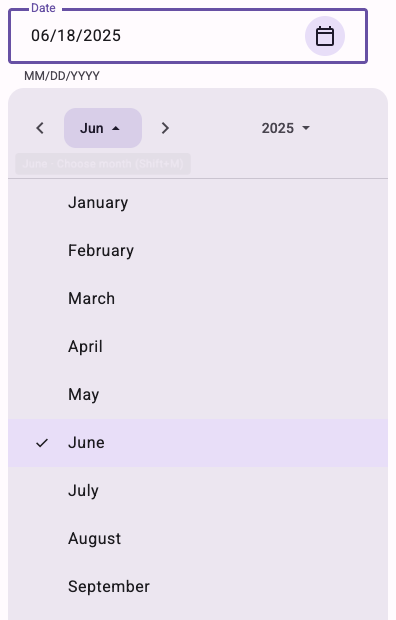 Date
06/18/2025
MM/DD/YYYY
Jun 2025
June - Choose month (Shift+M)
January
February
March
April
May
June
July
August
September